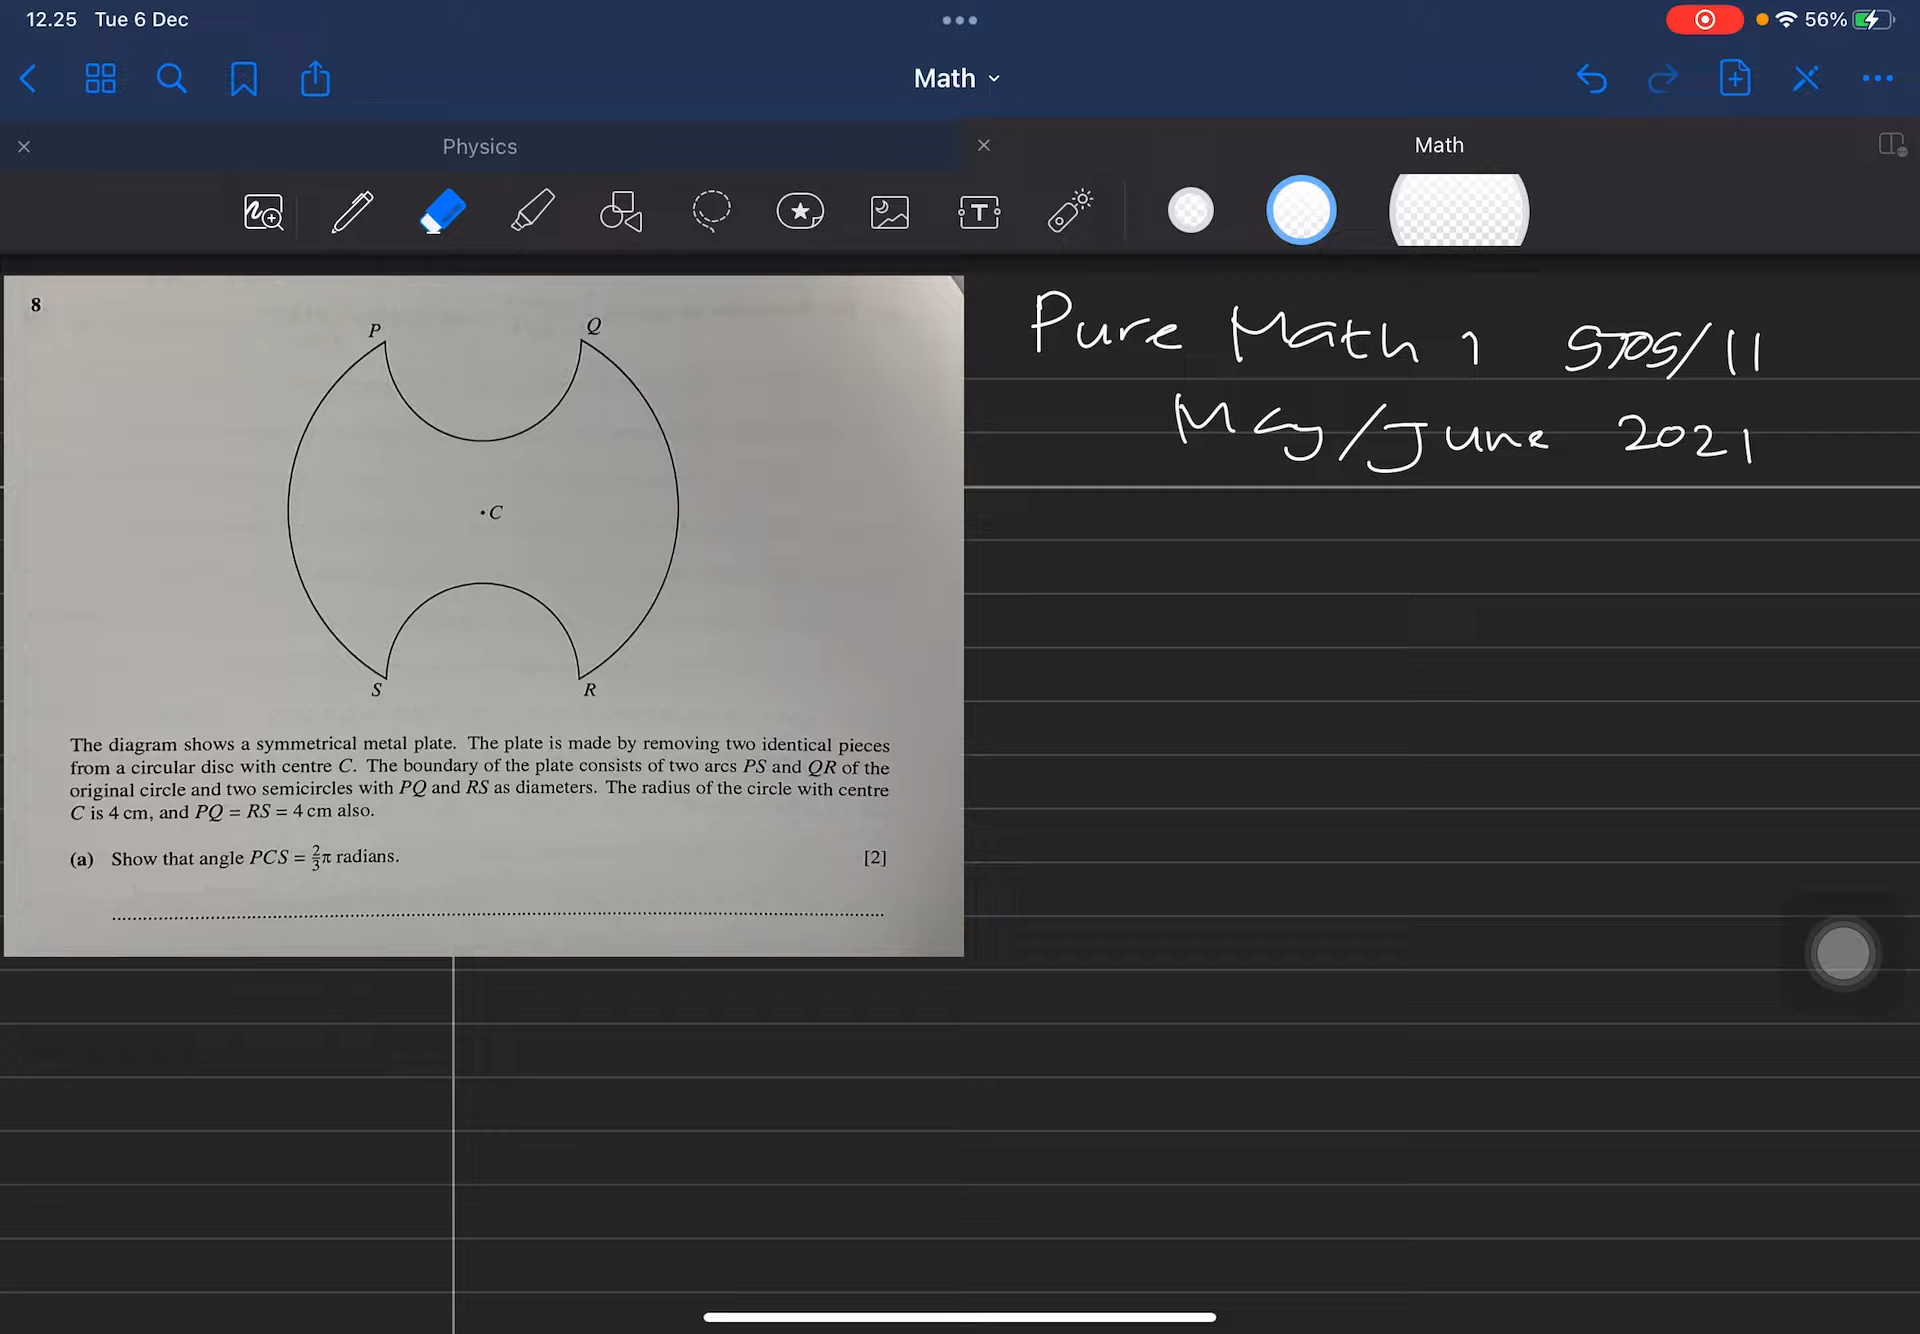 12.25 Tue 6 Dec
56%
Math
Physics
Math
T
8
P
Q
C
S
R
The diagram shows a symmetrical metal plate. The plate is made by removing two identical pieces
from a circular disc with centre C. The boundary of the plate consists of two arcs PS and QR of the
original circle and two semicircles with PQ and RS as diameters. The radius of the circle with centre
C is 4 cm, and PQ = RS = 4 cm also.
(a) Show that angle PCS = 2/3π radians. [2]
Pure Math 1 9709/11
May/June 2021